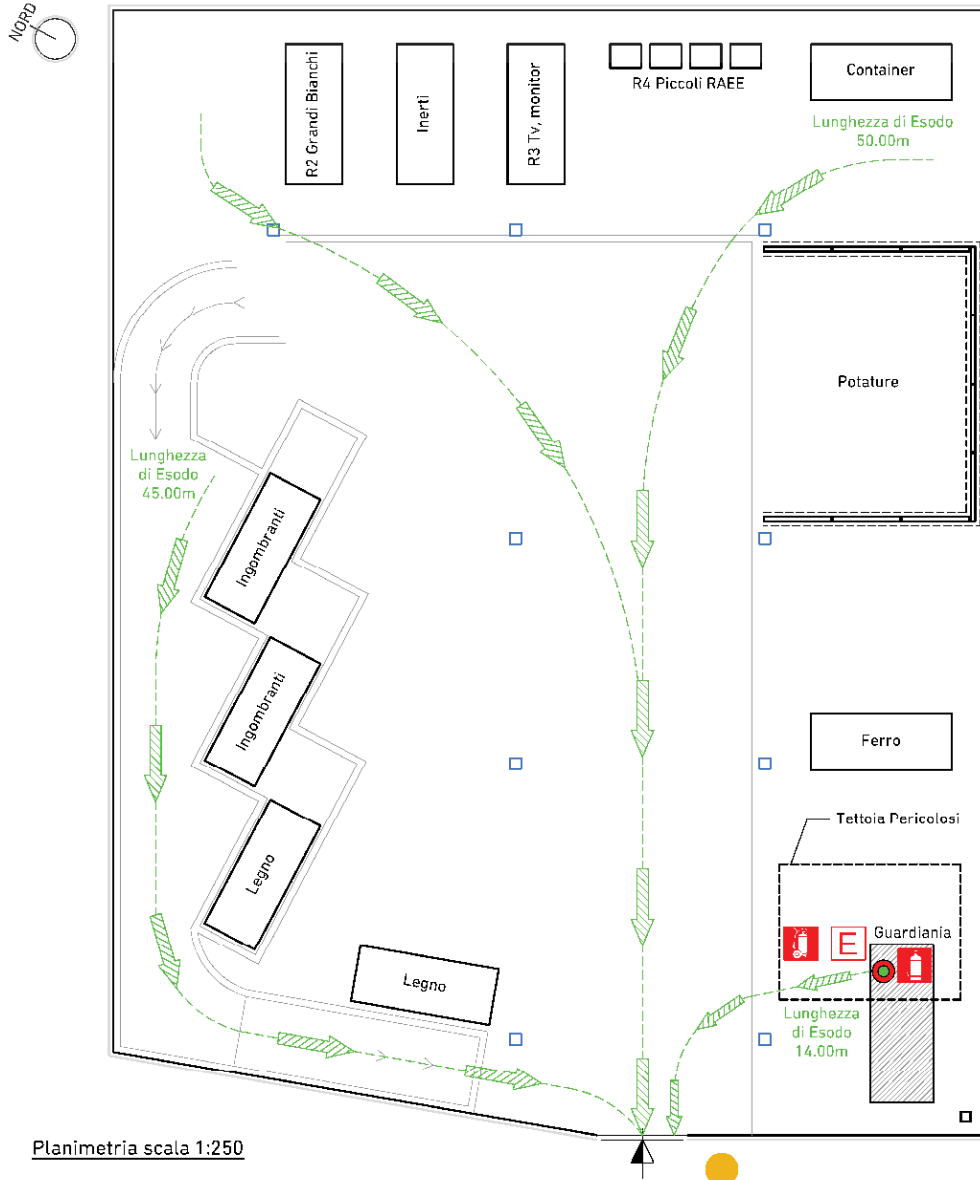 NORD
R2 Grandi Bianchi
Inerti
R3 Tv, monitor
R4 Piccoli RAEE
Container
Lunghezza di Esodo
50.00m
Potature
Lunghezza
di Esodo
45.00m
Ingombranti
Ingombranti
Legno
Legno
Ferro
Tettoia Pericolosi
E
Guardiania
Lunghezza
di Esodo
14.00m
Planimetria scala 1:250